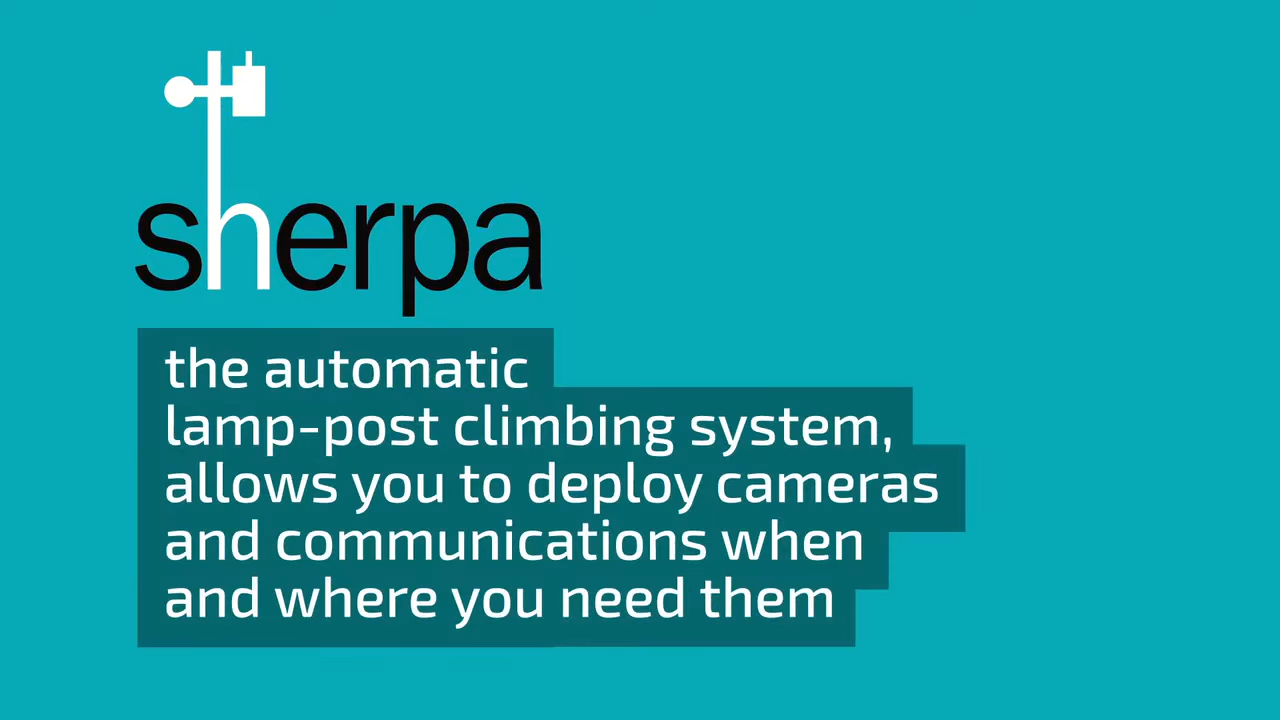 sherpa
the automatic
lamp-post climbing system,
allows you to deploy cameras
and communications when
and where you need them